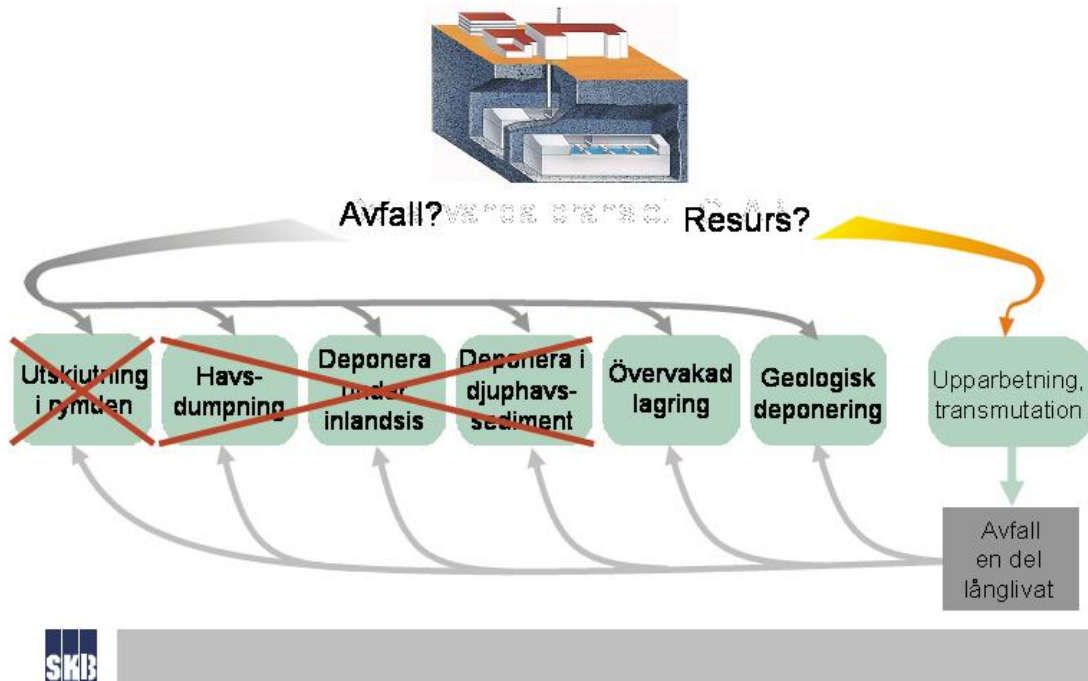 Avfall?
Resurs?
Utskjutning
i rymden
Havs-
dumpning
Deponera
under
inlandsis
Deponera i
djuphavs-
sediment
Övervakad
lagring
Geologisk
deponering
Upparbetning,
transmutation
Avfall
en del
långlivat
SKB